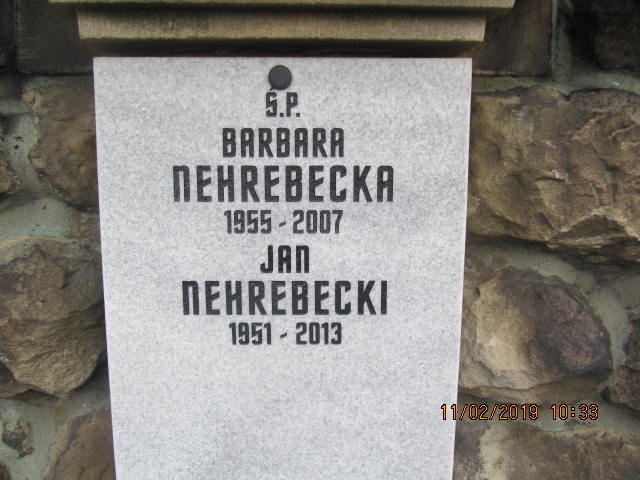 Ś.P.
BARBARA
NEHREBECKA
1955 - 2007
JAN
NEHREBECKI
1951 - 2013
11/02/2019 10:33